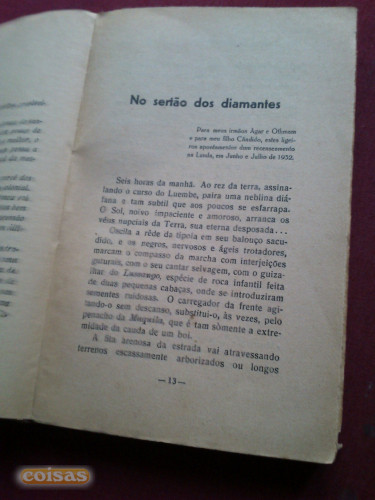 No sertão dos diamantes
Para meus irmãos Agar e Othonon
e para meu filho Cândido, estes ligei-
ros apontamentos dum reconhecimento
na Lunda, em Junho e Julho de 1932.
Seis horas da manhã. Ao rez da terra, assina-
lando o curso do Luembe, paira uma neblina diá-
fana e tam subtil que aos poucos se esfarrapa.
O Sol, noivo impaciente e amoroso, arranca os
véus nupciais da Terra, sua eterna desposada...
Oscila a rêde da tipoia em seu balouço sacu-
dido, e os negros, nervosos e ágeis trotadores,
marcam o compasso da marcha com interjeições
guturais, com o seu cantar selvagem, com o guiza-
lhar do Lussango, espécie de roca infantil feita
de duas pequenas cabaças, onde se introduziram
sementes ruidosas. O carregador da frente agi-
tando-o sem descanso, substitui-o, às vezes, pelo
penacho da Muquila, que é tam sòmente a extre-
midade da cauda de um boi.
A fita arenosa da estrada vai atravessando
terrenos escassamente arborizados ou longos
—13—
coisas